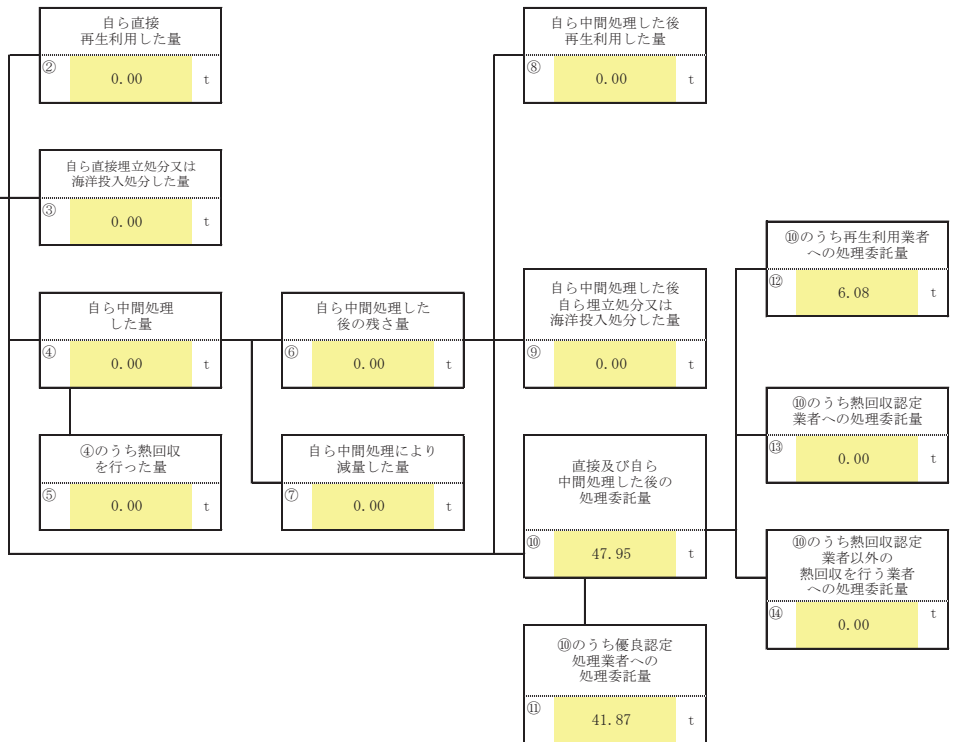 自ら直接
再生利用した量
②
0.00
t
自ら中間処理した後
再生利用した量
⑧
0.00
t
自ら直接埋立処分又は
海洋投入処分した量
③
0.00
t
⑩のうち再生利用業者
への処理委託量
⑫
6.08
t
自ら中間処理
した量
④
0.00
t
自ら中間処理した
後の残さ量
⑥
0.00
t
自ら中間処理した後
自ら埋立処分又は
海洋投入処分した量
⑨
0.00
t
⑩のうち熱回収認定
業者への処理委託量
⑬
0.00
t
④のうち熱回収
を行った量
⑤
0.00
t
自ら中間処理により
減量した量
⑦
0.00
t
直接及び自ら
中間処理した後の
処理委託量
⑩
47.95
t
⑩のうち熱回収認定
業者以外の
熱回収を行う業者
への処理委託量
⑭
0.00
t
⑩のうち優良認定
処理業者への
処理委託量
⑪
41.87
t